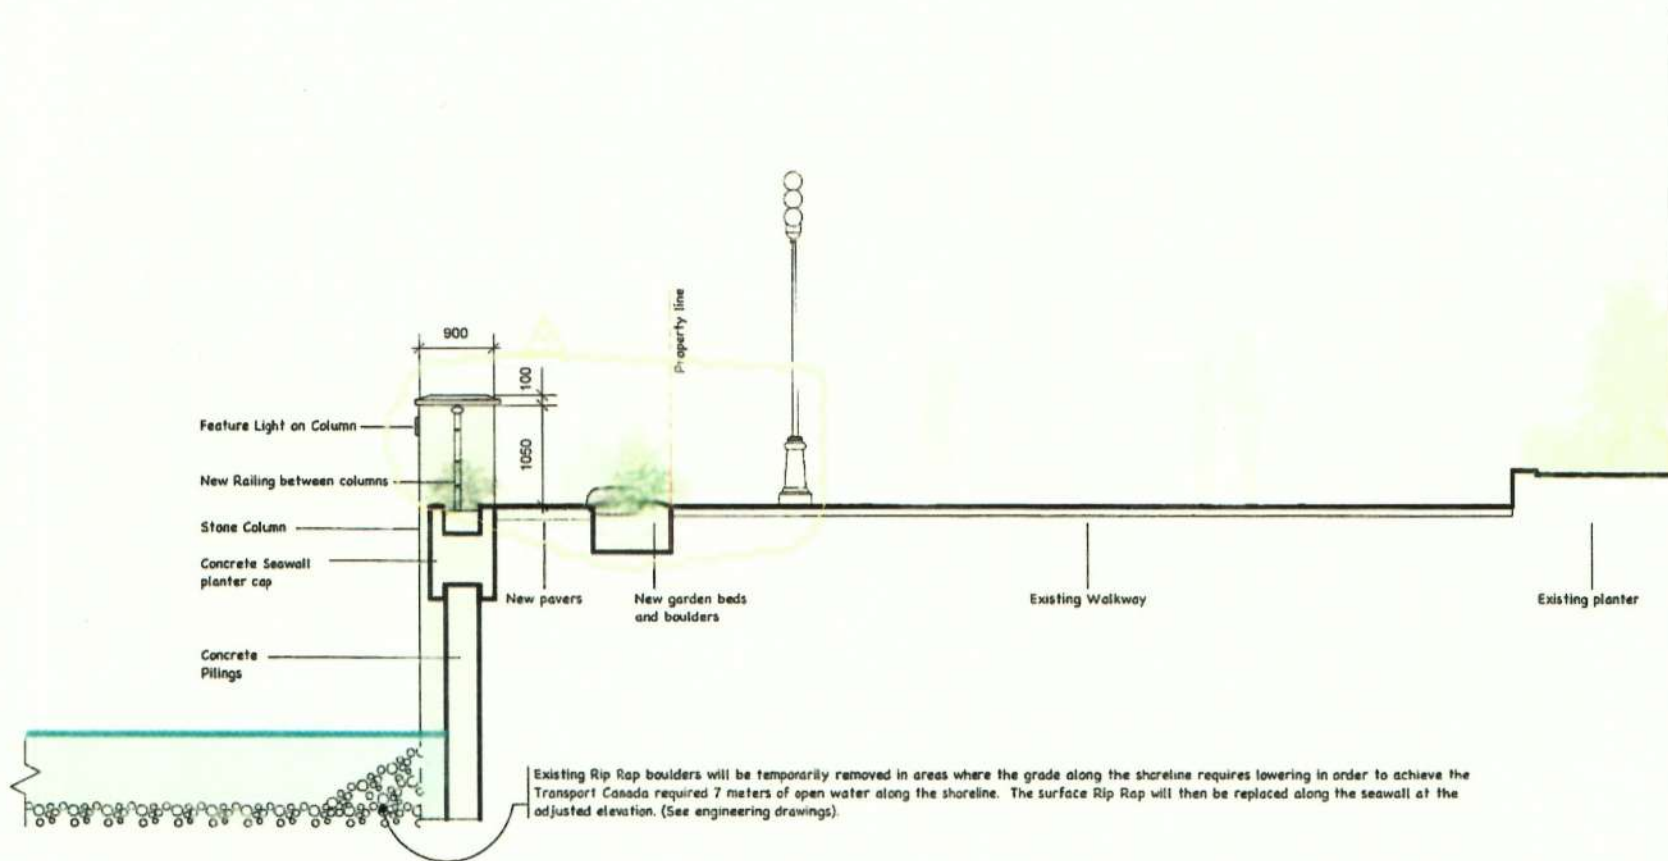 900
100
Property line
Feature Light on Column
1050
New Railing between columns
Stone Column
Concrete Seawall
planter cap
New pavers
New garden beds
and boulders
Existing Walkway
Existing planter
Concrete
Pilings
Existing Rip Rap boulders will be temporarily removed in areas where the grade along the shoreline requires lowering in order to achieve the
Transport Canada required 7 meters of open water along the shoreline. The surface Rip Rap will then be replaced along the seawall at the
adjusted elevation. (See engineering drawings).